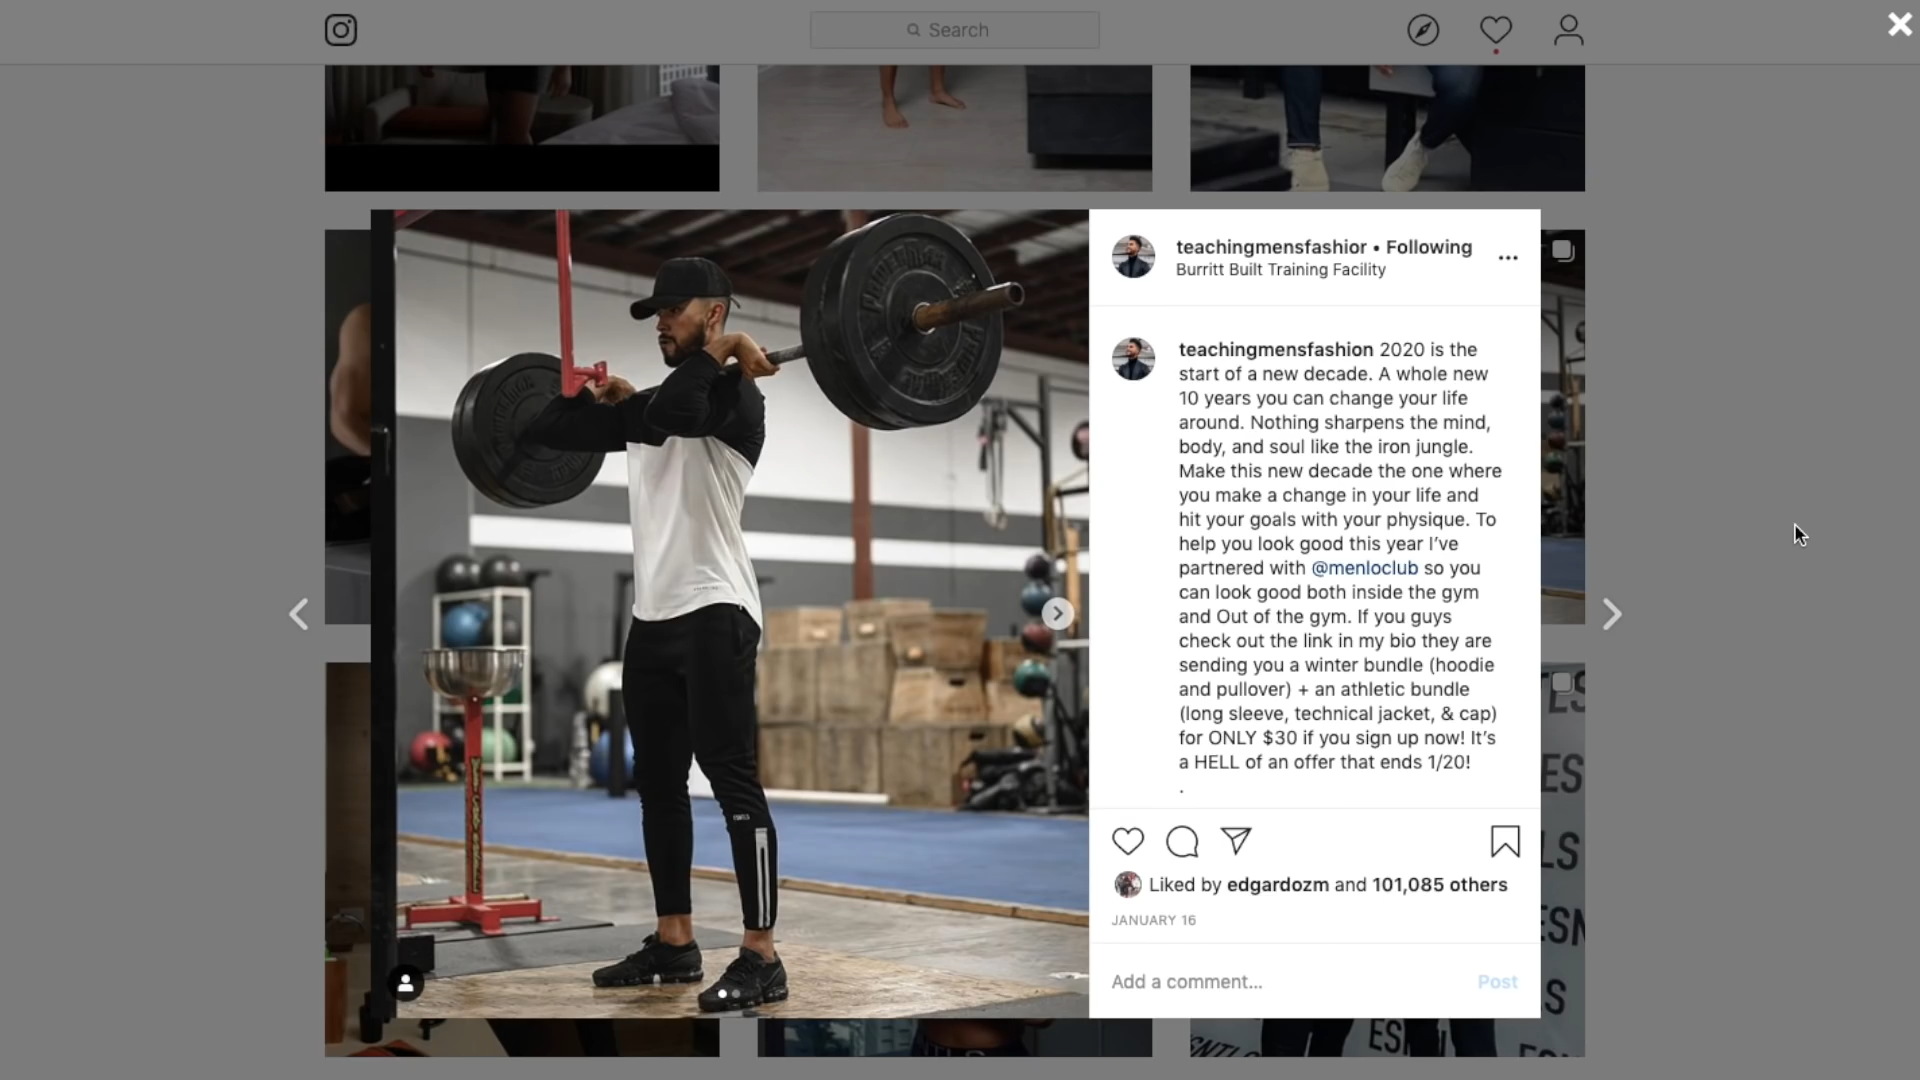 Search
teachingmensfashior • Following
Burritt Built Training Facility
teachingmensfashion 2020 is the
start of a new decade. A whole new
10 years you can change your life
around. Nothing sharpens the mind,
body, and soul like the iron jungle.
Make this new decade the one where
you make a change in your life and
hit your goals with your physique. To
help you look good this year I’ve
partnered with @menloclub so you
can look good both inside the gym
and Out of the gym. If you guys
check out the link in my bio they are
sending you a winter bundle (hoodie
and pullover) + an athletic bundle
(long sleeve, technical jacket, & cap)
for ONLY $30 if you sign up now! It’s
a HELL of an offer that ends 1/20!
.
Liked by edgardozm and 101,085 others
JANUARY 16
Add a comment...
Post
ES
ES
LS
ESN
S
ES